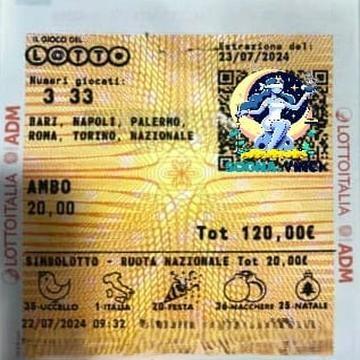 IL GIOCO DEL
LOTTO
Estrazione del:
23/07/2024
Numeri giocati:
3 33
BARI, NAPOLI, PALERMO,
ROMA, TORINO, NAZIONALE
AMBO
20,00
Tot 120,00€
SIMBOLOTTO - RUOTA NAZIONALE Tot 20,00€
35-UCCELLO 1-ITALIA 20-FESTA 36-NACCHERE 25-NATALE
22/07/2024 09:32
LOTTOITALIA ADM
LOTTOITALIA ADM